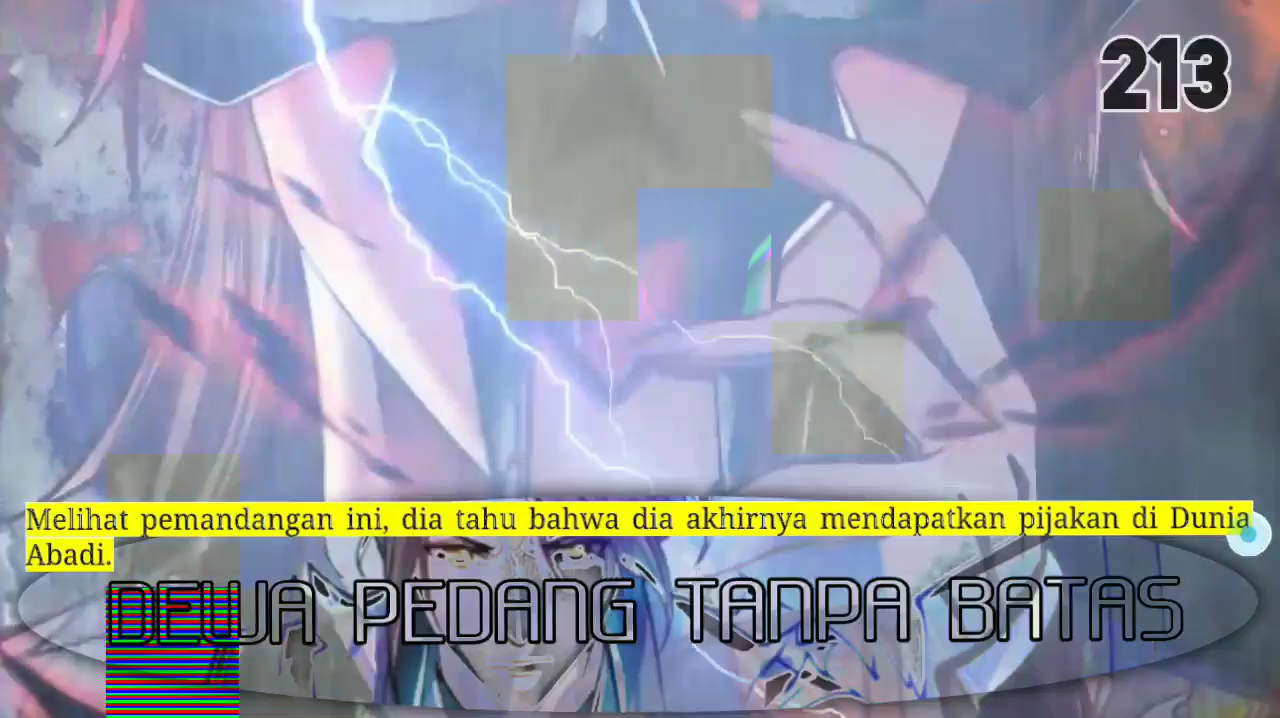 213
Melihat pemandangan ini, dia tahu bahwa dia akhirnya mendapatkan pijakan di Dunia
Abadi.
DEWA PEDANG TANPA BATAS